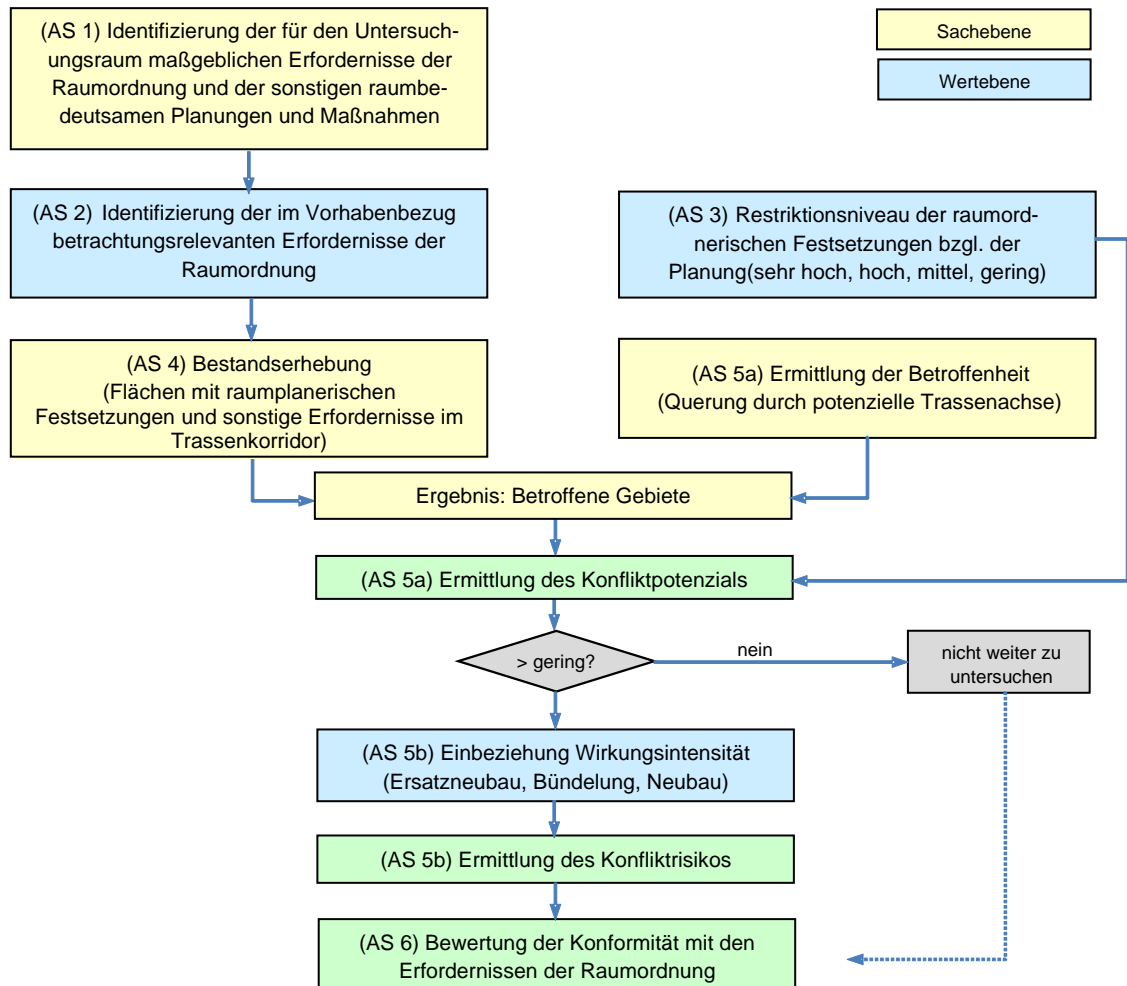 (AS 1) Identifizierung der für den Untersuch-
ungsraum maßgeblichen Erfordernisse der
Raumordnung und der sonstigen raumbe-
deutsamen Planungen und Maßnahmen
Sachebene
Wertebene
(AS 2) Identifizierung der im Vorhabenbezug
betrachtungsrelevanten Erfordernisse der
Raumordnung
(AS 3) Restriktionsniveau der raumord-
nerischen Festsetzungen bzgl. der
Planung(sehr hoch, hoch, mittel, gering)
(AS 4) Bestandserhebung
(Flächen mit raumplanerischen
Festsetzungen und sonstige Erfordernisse im
Trassenkorridor)
(AS 5a) Ermittlung der Betroffenheit
(Querung durch potenzielle Trassenachse)
Ergebnis: Betroffene Gebiete
(AS 5a) Ermittlung des Konfliktpotenzials
> gering?
nein
nicht weiter zu
untersuchen
(AS 5b) Einbeziehung Wirkungsintensität
(Ersatzneubau, Bündelung, Neubau)
(AS 5b) Ermittlung des Konfliktrisikos
(AS 6) Bewertung der Konformität mit den
Erfordernissen der Raumordnung